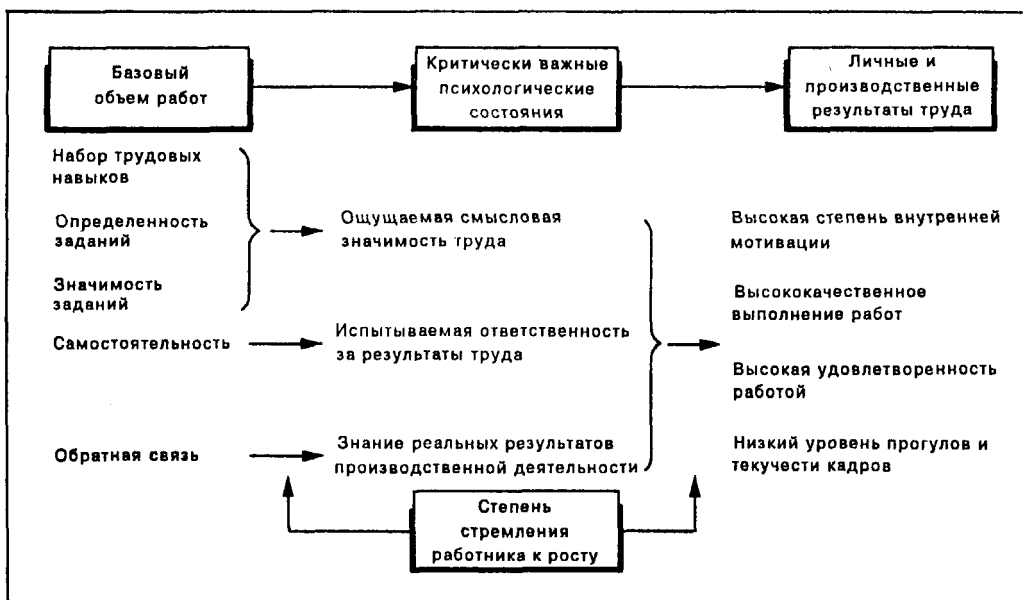 Базовый
объем работ
Критически важные
психологические
состояния
Личные и
производственные
результаты труда
Набор трудовых
навыков
Определенность
заданий
Значимость
заданий
Самостоятельность
Обратная связь
Ощущаемая смысловая
значимость труда
Испытываемая ответственность
за результаты труда
Знание реальных результатов
производственной деятельности
Высокая степень внутренней
мотивации
Высококачественное
выполнение работ
Высокая удовлетворенность
работой
Низкий уровень прогулов и
текучести кадров
Степень
стремления
работника к росту